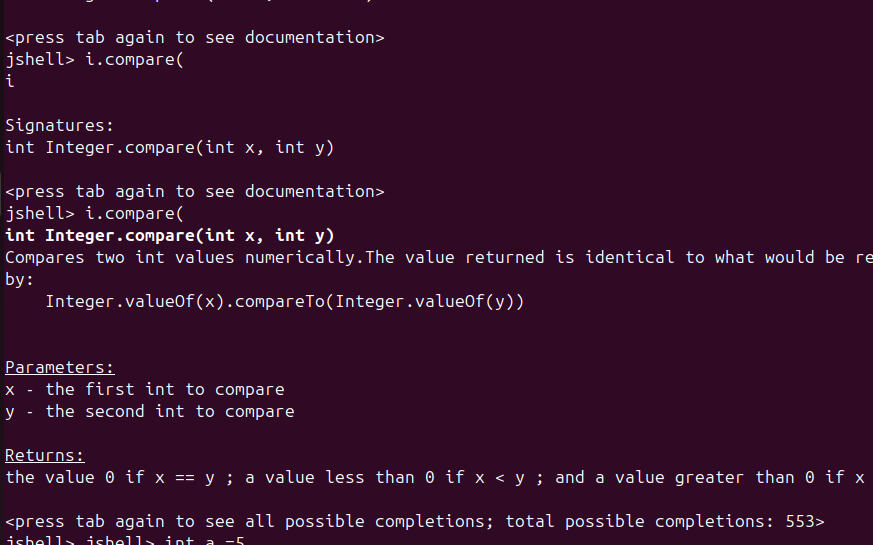 <press tab again to see documentation>
jshell> i.compare(
i
Signatures:
int Integer.compare(int x, int y)
<press tab again to see documentation>
jshell> i.compare(
int Integer.compare(int x, int y)
Compares two int values numerically.The value returned is identical to what would be re
by:
    Integer.valueOf(x).compareTo(Integer.valueOf(y))
Parameters:
x - the first int to compare
y - the second int to compare
Returns:
the value 0 if x == y ; a value less than 0 if x < y ; and a value greater than 0 if x
<press tab again to see all possible completions; total possible completions: 553>
jshell> jshell> int a =5